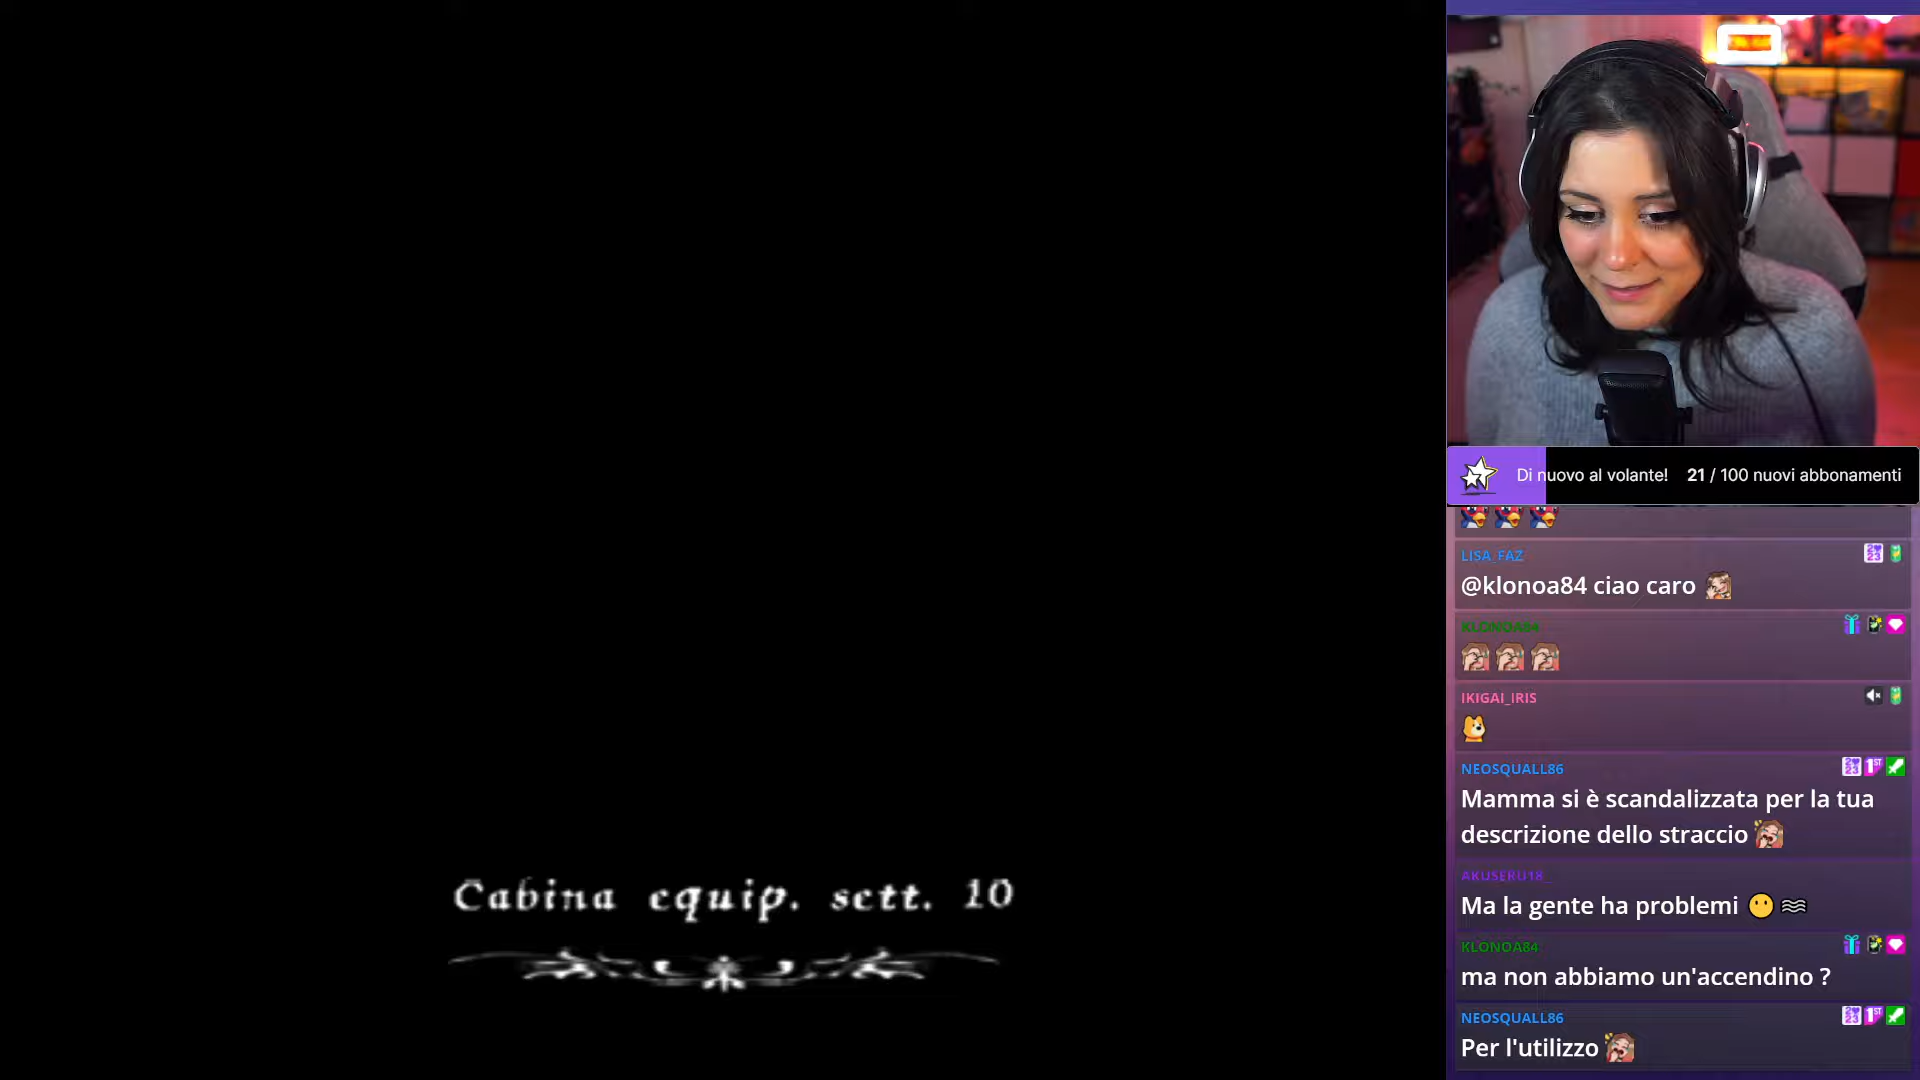 Cabina equip. sett. 10
Di nuovo al volante! 21 / 100 nuovi abbonamenti
LISA_FAZ
@klonoa84 ciao caro
KLONOA84
IKIGAI_IRIS
NEOSQUALL86
Mamma si è scandalizzata per la tua
descrizione dello straccio
AKUSERU18_
Ma la gente ha problemi
KLONOA84
ma non abbiamo un'accendino ?
NEOSQUALL86
Per l'utilizzo